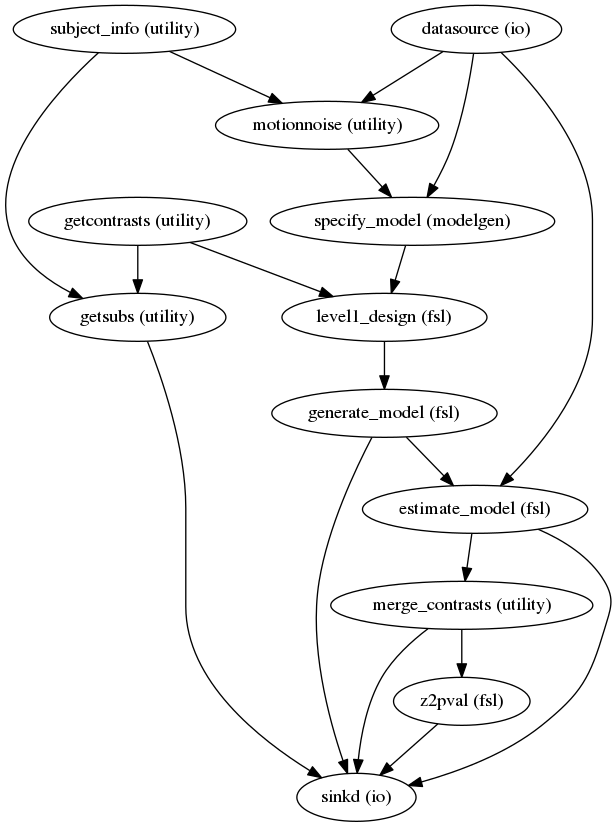 subject_info (utility)
datasource (io)
motionnoise (utility)
getcontrasts (utility)
specify_model (modelgen)
getsubs (utility)
level1_design (fsl)
generate_model (fsl)
estimate_model (fsl)
merge_contrasts (utility)
z2pval (fsl)
sinkd (io)